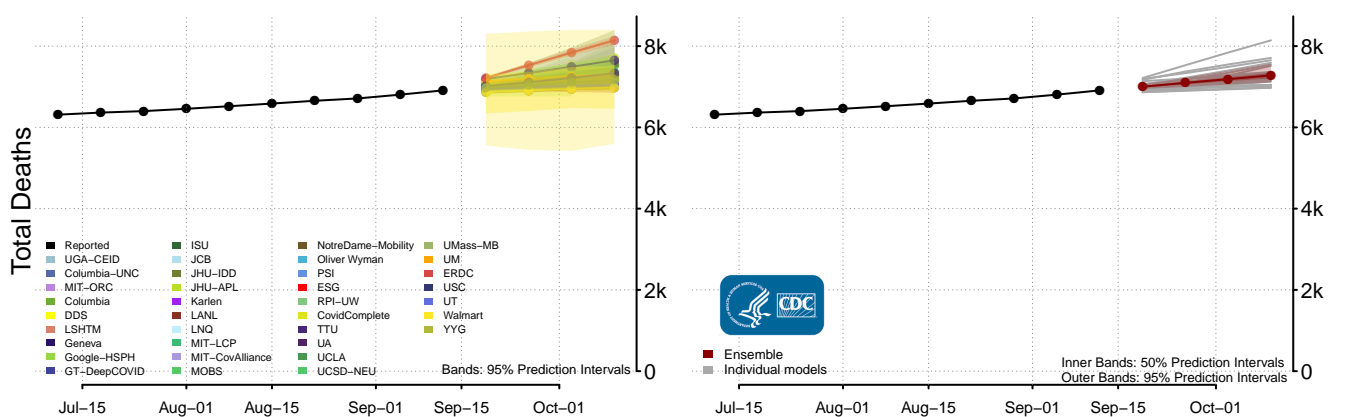 Total Deaths
8k
6k
4k
2k
0
Reported
UGA−CEID
Columbia−UNC
MIT−ORC
Columbia
DDS
LSHTM
Geneva
Google−HSPH
GT−DeepCOVID
ISU
JCB
JHU−IDD
JHU−APL
Karlen
LANL
LNQ
MIT−LCP
MIT−CovAlliance
MOBS
NotreDame−Mobility
Oliver Wyman
PSI
ESG
RPI−UW
CovidComplete
TTU
UA
UCLA
UCSD−NEU
UMass−MB
UM
ERDC
USC
UT
Walmart
YYG
Bands: 95% Prediction Intervals
Jul−15 Aug−01 Aug−15 Sep−01 Sep−15 Oct−01
8k
6k
4k
2k
0
CDC
Ensemble
Individual models
Inner Bands: 50% Prediction Intervals
Outer Bands: 95% Prediction Intervals
Jul−15 Aug−01 Aug−15 Sep−01 Sep−15 Oct−01